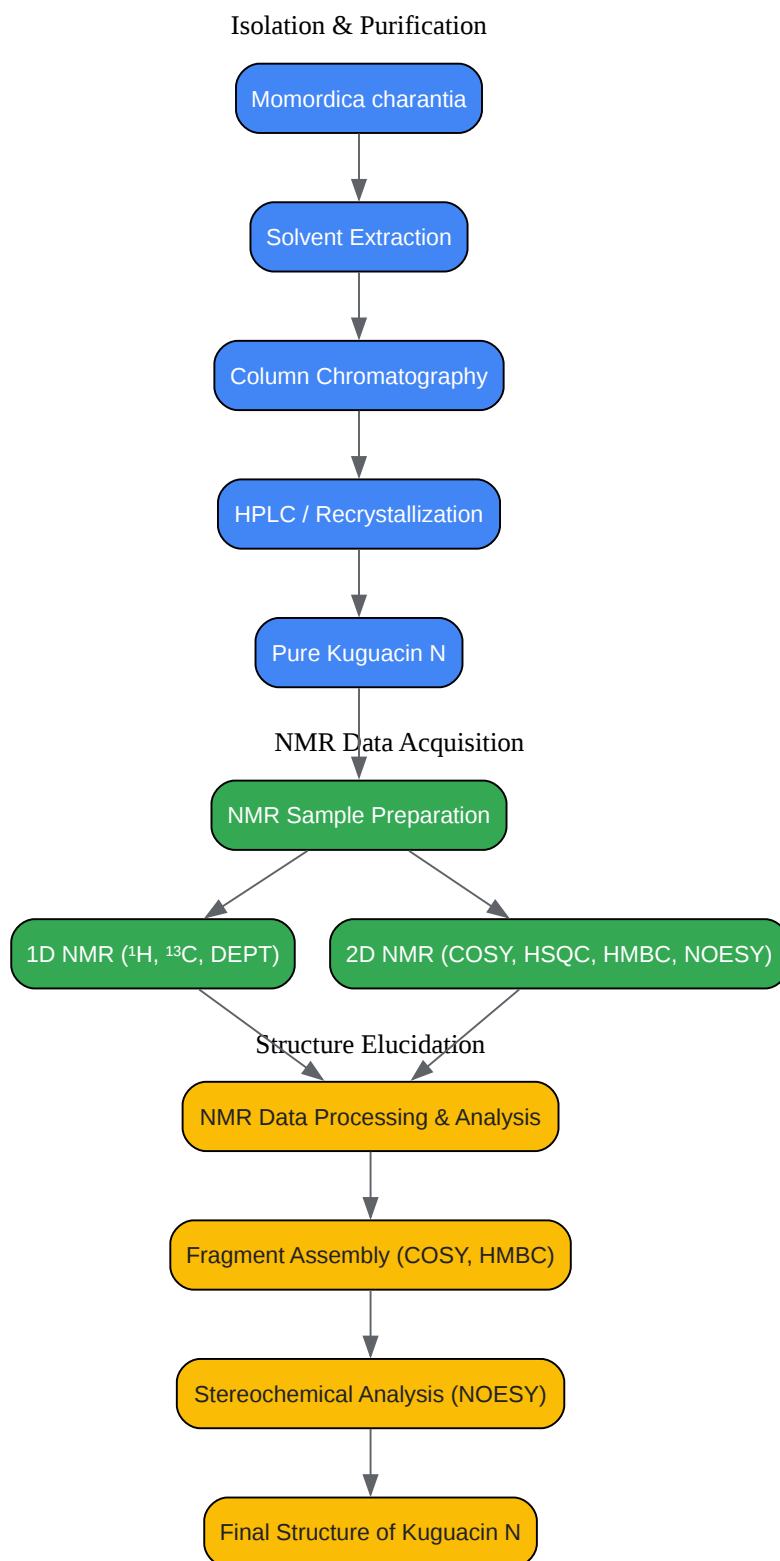 Isolation & Purification
Momordica charantia
Solvent Extraction
Column Chromatography
HPLC / Recrystallization
Pure Kuguacin N
NMR Data Acquisition
NMR Sample Preparation
1D NMR (¹H, ¹³C, DEPT)
2D NMR (COSY, HSQC, HMBC, NOESY)
Structure Elucidation
NMR Data Processing & Analysis
Fragment Assembly (COSY, HMBC)
Stereochemical Analysis (NOESY)
Final Structure of Kuguacin N